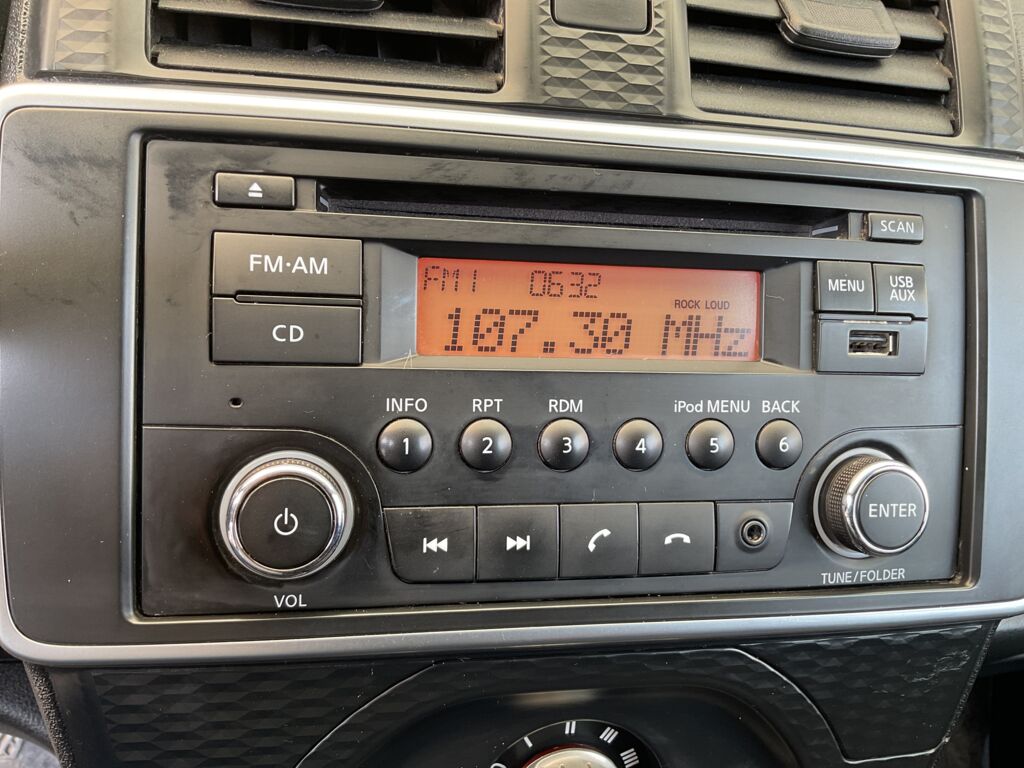 SCAN
FM·AM
FM1 0632
MENU
USB
AUX
ROCK LOUD
107.30 MHz
CD
INFO RPT RDM iPod MENU BACK
1 2 3 4 5 6
ENTER
VOL
TUNE/FOLDER